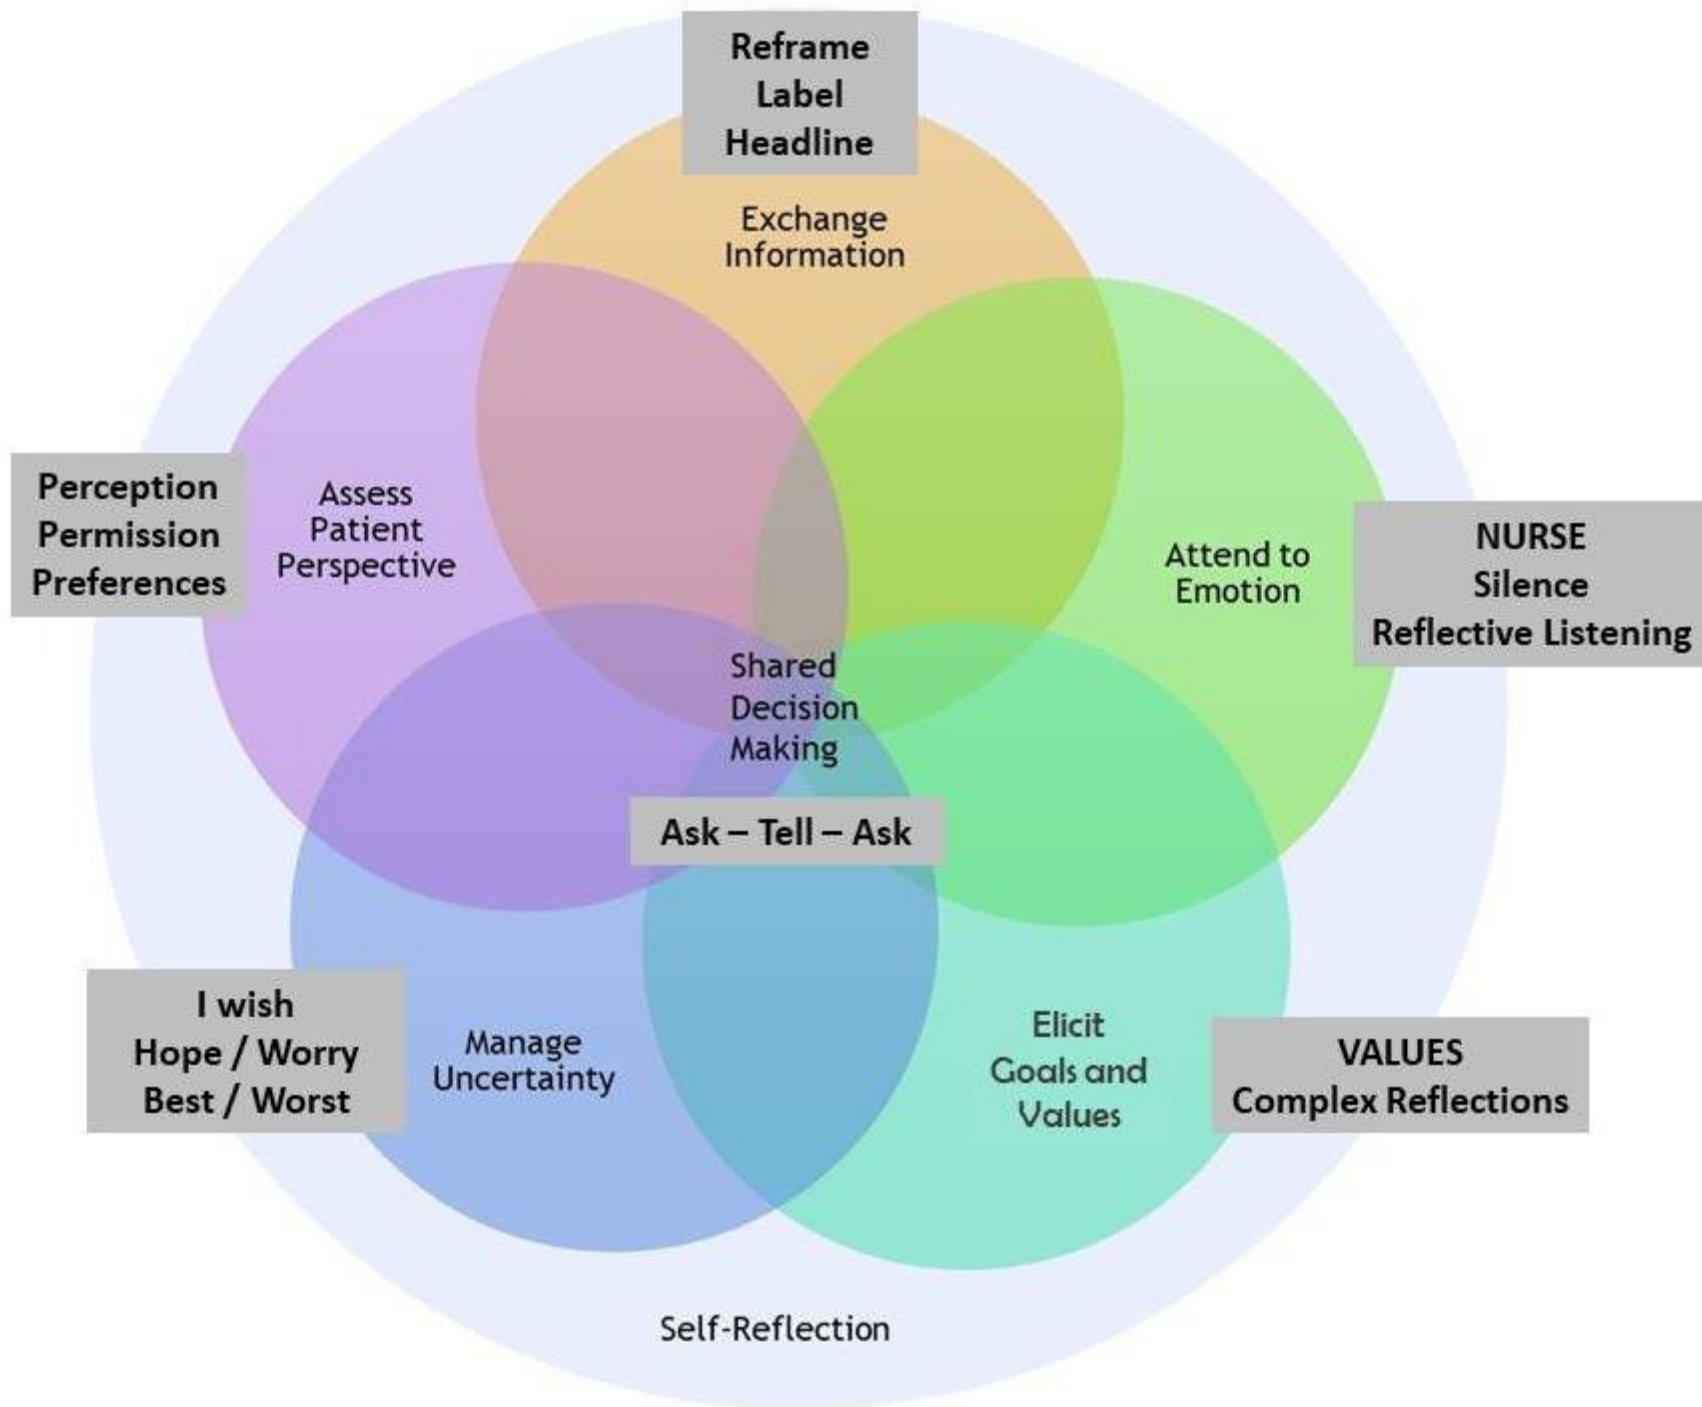 Reframe
Label
Headline
Exchange
Information
Perception
Permission
Preferences
Assess
Patient
Perspective
Attend to
Emotion
NURSE
Silence
Reflective Listening
Shared
Decision
Making
Ask – Tell – Ask
I wish
Hope / Worry
Best / Worst
Manage
Uncertainty
Elicit
Goals and
Values
VALUES
Complex Reflections
Self-Reflection